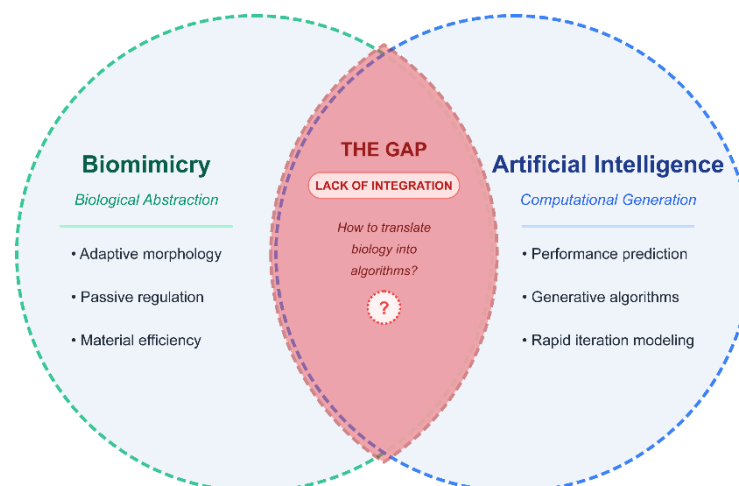 Biomimicry
Biological Abstraction
• Adaptive morphology
• Passive regulation
• Material efficiency
THE GAP
LACK OF INTEGRATION
How to translate
biology into
algorithms?
?
Artificial Intelligence
Computational Generation
• Performance prediction
• Generative algorithms
• Rapid iteration modeling